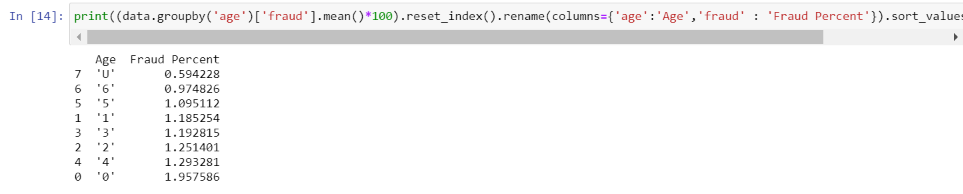 In [14]: print((data.groupby('age')['fraud'].mean()*100).reset_index().rename(columns={'age':'Age','fraud' : 'Fraud Percent'}).sort_values
Age Fraud Percent
7 'U' 0.594228
6 '6' 0.974826
5 '5' 1.095112
1 '1' 1.185254
3 '3' 1.192815
2 '2' 1.251401
4 '4' 1.293281
0 '0' 1.957586